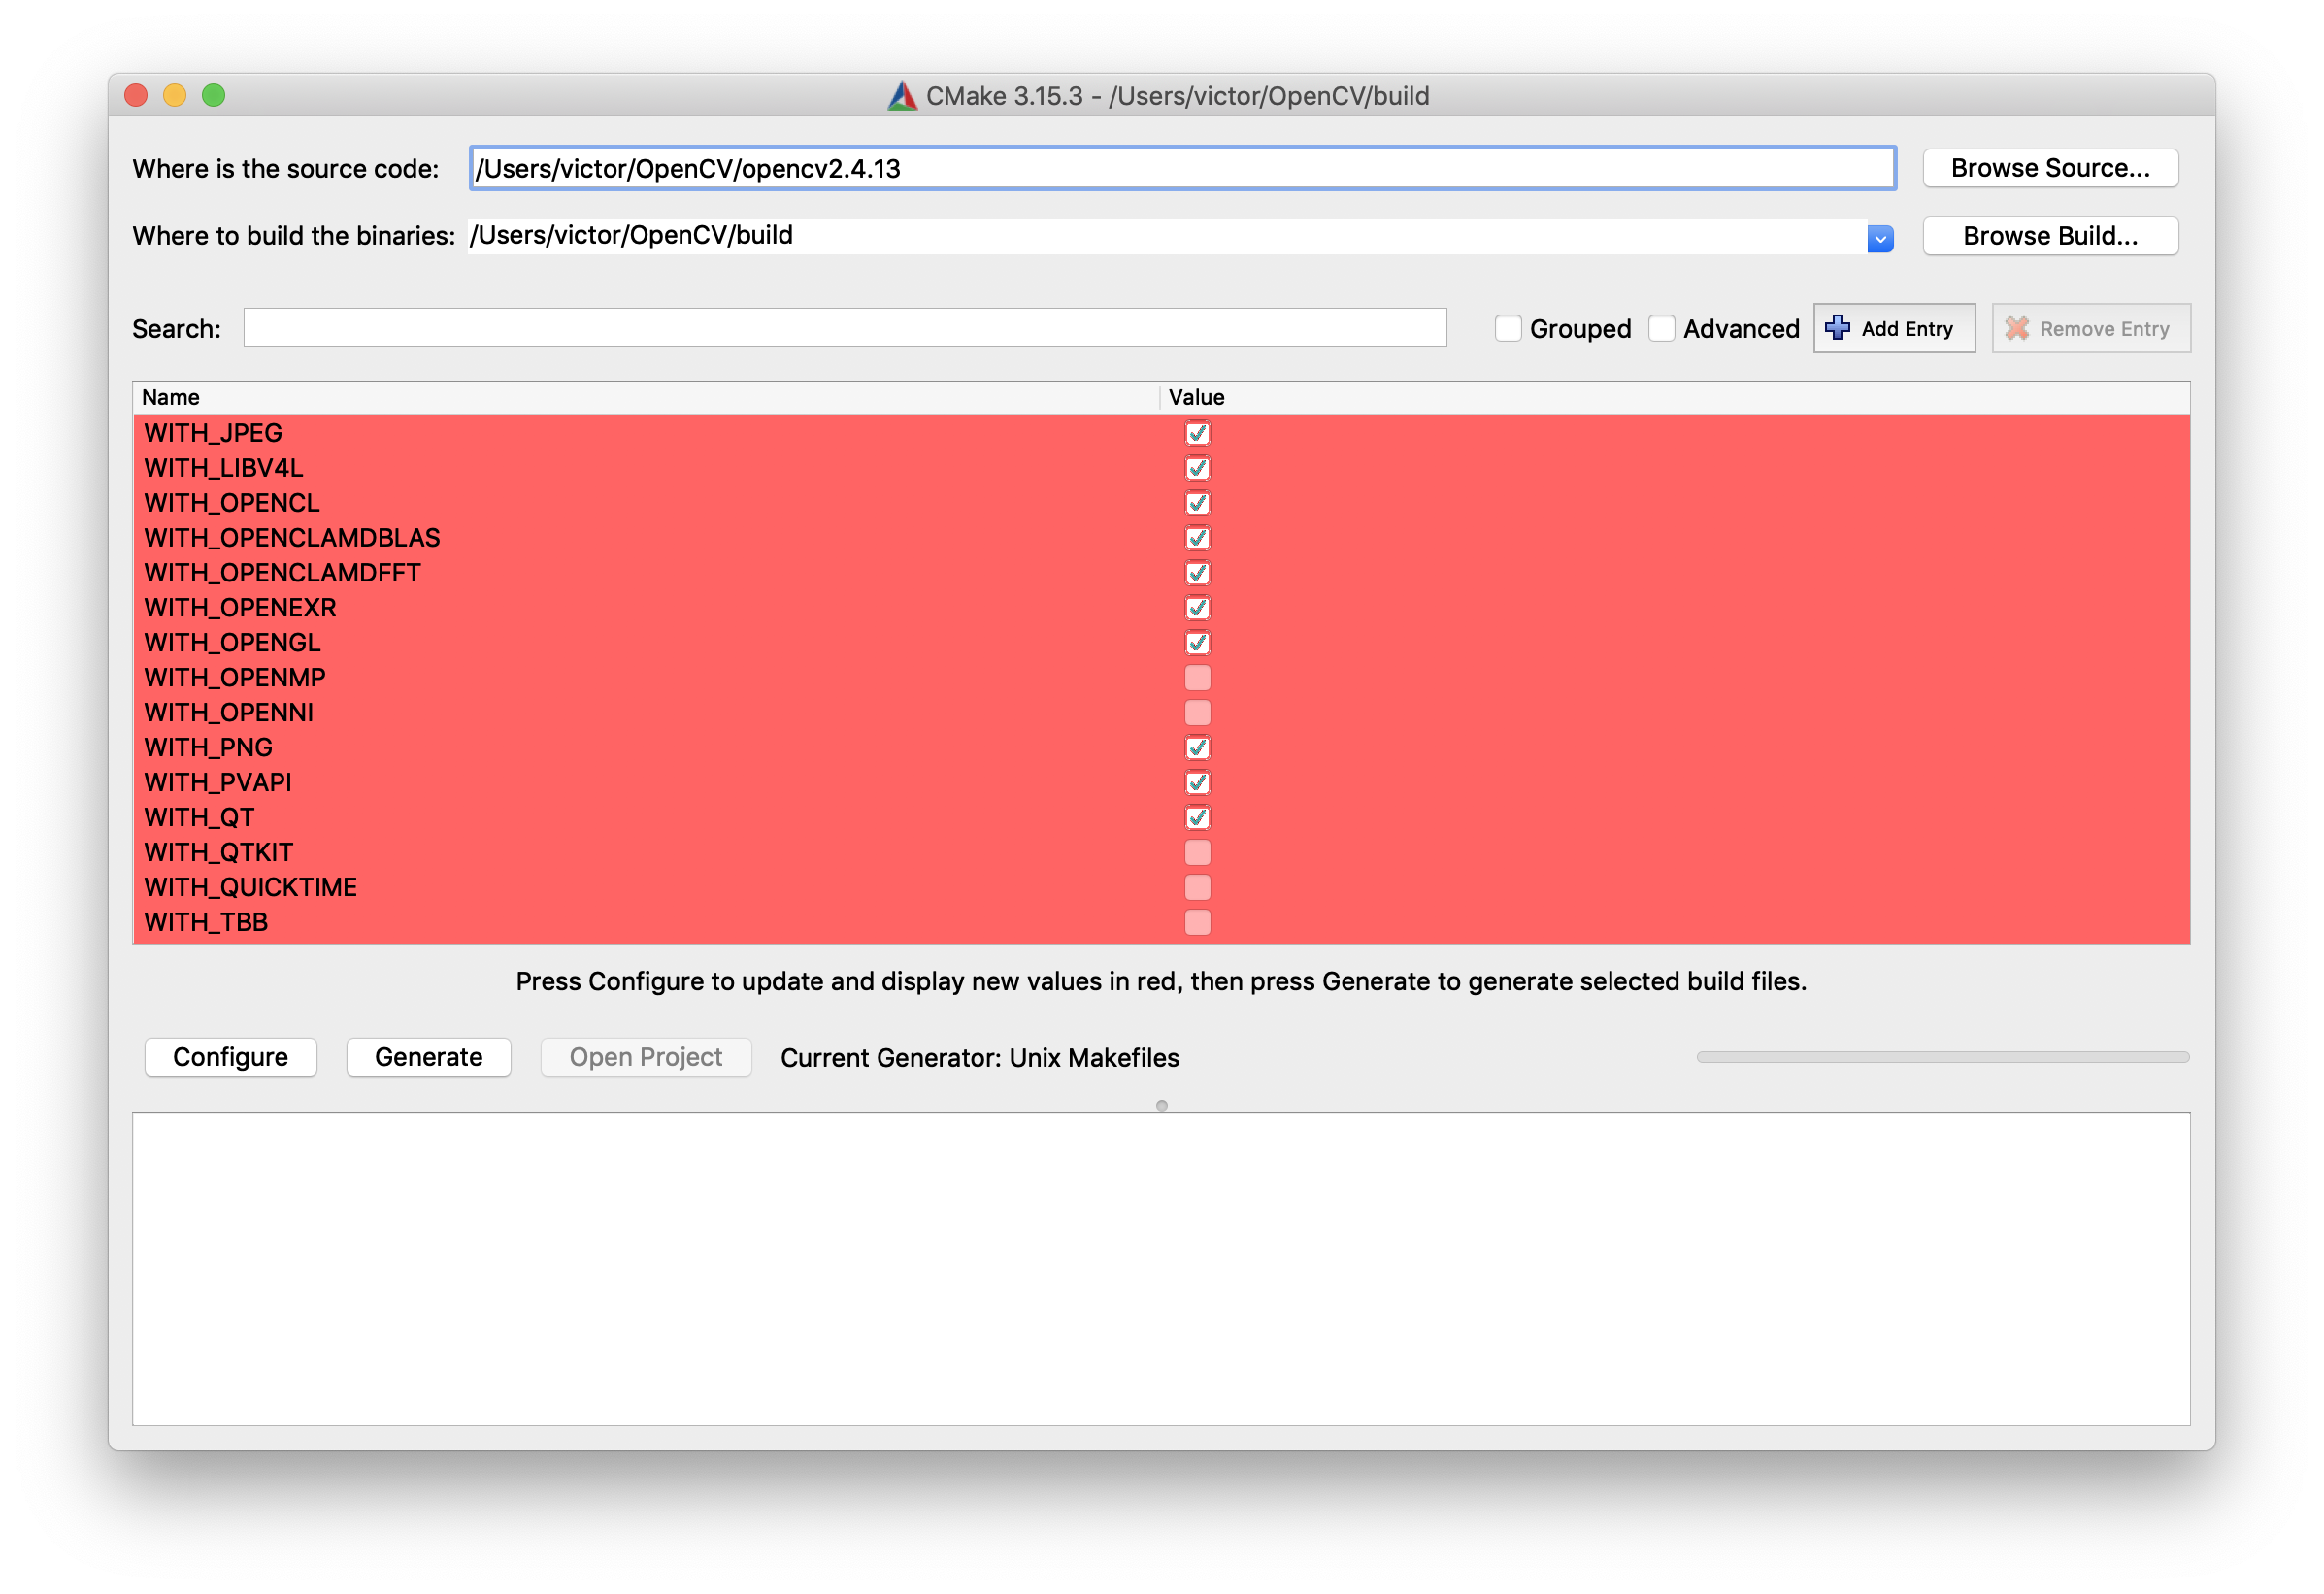 CMake 3.15.3 - /Users/victor/OpenCV/build
Where is the source code: /Users/victor/OpenCV/opencv2.4.13 Browse Source...
Where to build the binaries: /Users/victor/OpenCV/build Browse Build...
Search: Grouped Advanced Add Entry Remove Entry
Name Value
WITH_JPEG
WITH_LIBV4L
WITH_OPENCL
WITH_OPENCLAMDBLAS
WITH_OPENCLAMDFFT
WITH_OPENEXR
WITH_OPENGL
WITH_OPENMP
WITH_OPENNI
WITH_PNG
WITH_PVAPI
WITH_QT
WITH_QTKIT
WITH_QUICKTIME
WITH_TBB
Press Configure to update and display new values in red, then press Generate to generate selected build files.
Configure Generate Open Project Current Generator: Unix Makefiles